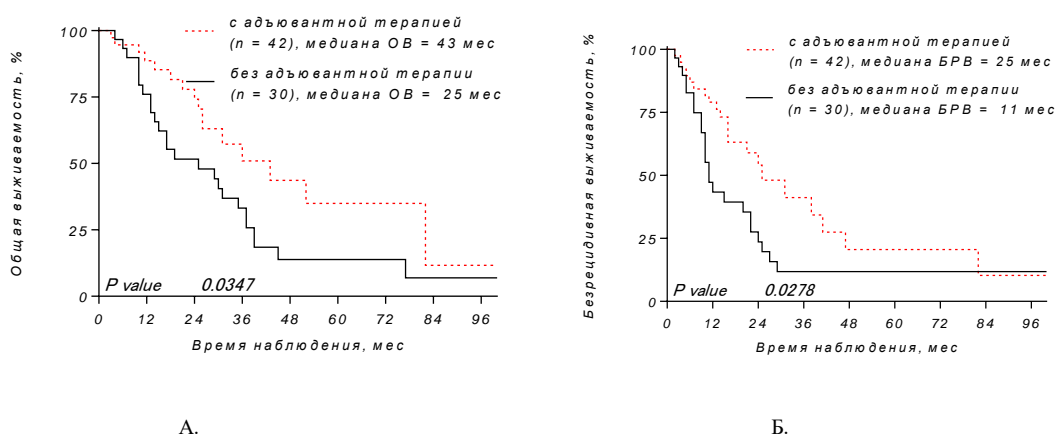 с адъювантной терапией
(n = 42), медиана ОВ = 43 мес
без адъювантной терапии
(n = 30), медиана ОВ = 25 мес
Общая выживаемость, %
100
75
50
25
0
P value 0.0347
0 12 24 36 48 60 72 84 96
Время наблюдения, мес
А.
с адъювантной терапией
(n = 42), медиана БРВ = 25 мес
без адъювантной терапии
(n = 30), медиана БРВ = 11 мес
Безрецидивная выживаемость, %
100
75
50
25
0
P value 0.0278
0 12 24 36 48 60 72 84 96
Время наблюдения, мес
Б.